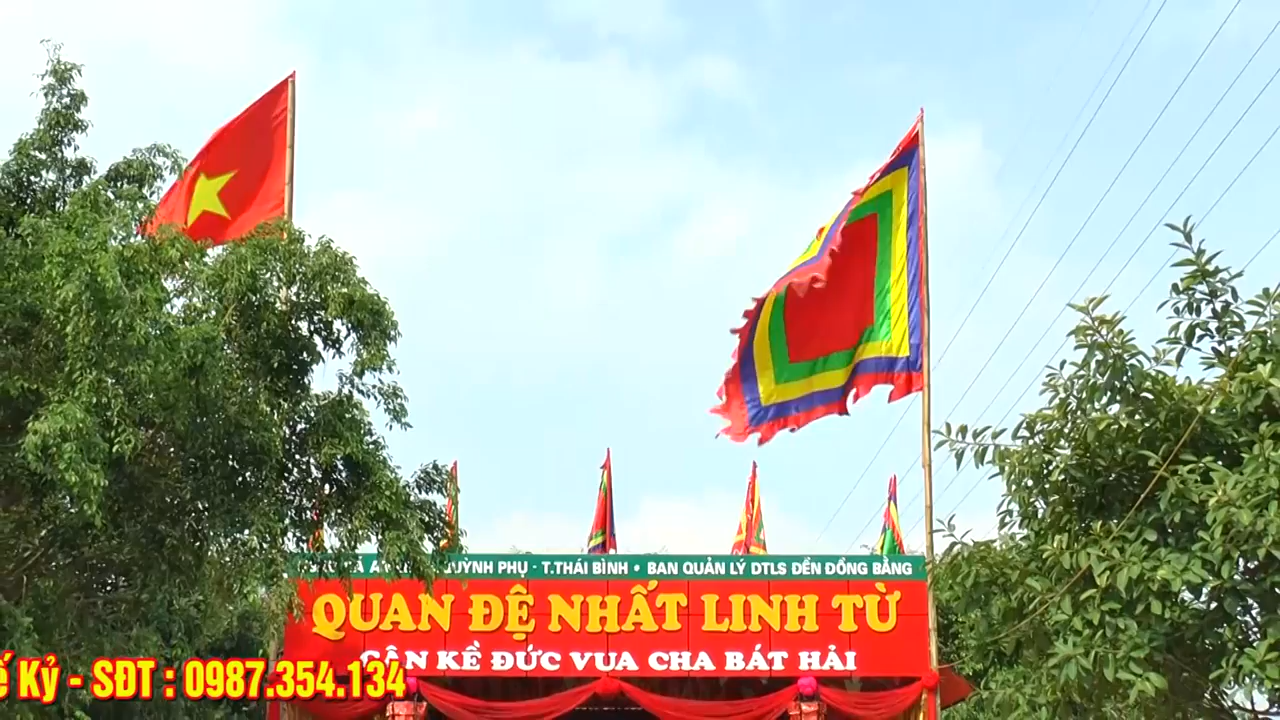 QUỲNH PHỤ - T.THÁI BÌNH • BAN QUẢN LÝ DTLS ĐỀN ĐỒNG BẰNG
QUAN ĐỆ NHẤT LINH TỪ
CẬN KỀ ĐỨC VUA CHA BÁT HẢI
Kỷ - SĐT : 0987.354.134